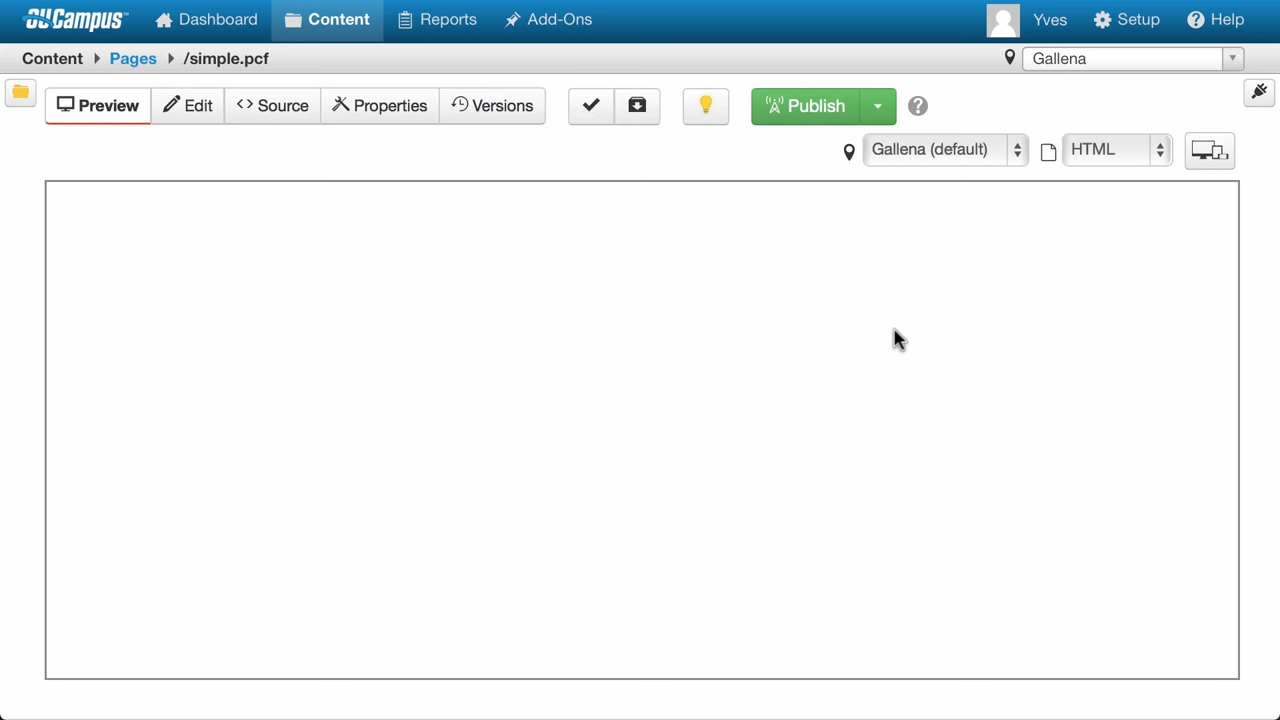 OU Campus™ Dashboard Content Reports Add-Ons Yves Setup Help
Content Pages /simple.pcf Gallena
Preview Edit Source Properties Versions Publish
Gallena (default) HTML